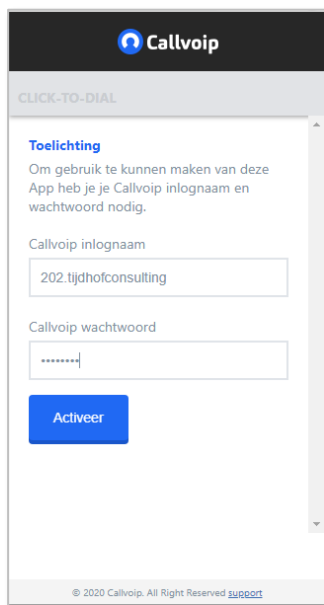 Callvoip
CLICK-TO-DIAL
Toelichting
Om gebruik te kunnen maken van deze
App heb je je Callvoip inlognaam en
wachtwoord nodig.
Callvoip inlognaam
202.tijdhofconsulting
Callvoip wachtwoord
••••••••
Activeer
© 2020 Callvoip. All Right Reserved support